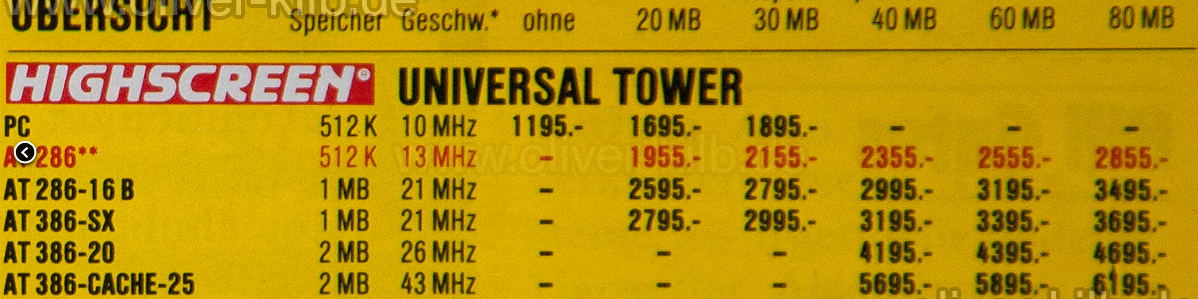 ÜBERSICHT Speicher Geschw.* ohne 20 MB 30 MB 40 MB 60 MB 80 MB
HIGHSCREEN® UNIVERSAL TOWER
PC 512 K 10 MHz 1195.- 1695.- 1895.- – – –
AT 286** 512 K 13 MHz – 1955.- 2155.- 2355.- 2555.- 2855.-
AT 286-16 B 1 MB 21 MHz – 2595.- 2795.- 2995.- 3195.- 3495.-
AT 386-SX 1 MB 21 MHz – 2795.- 2995.- 3195.- 3395.- 3695.-
AT 386-20 2 MB 26 MHz – – – 4195.- 4395.- 4695.-
AT 386-CACHE-25 2 MB 43 MHz – – – 5695.- 5895.- 6195.-